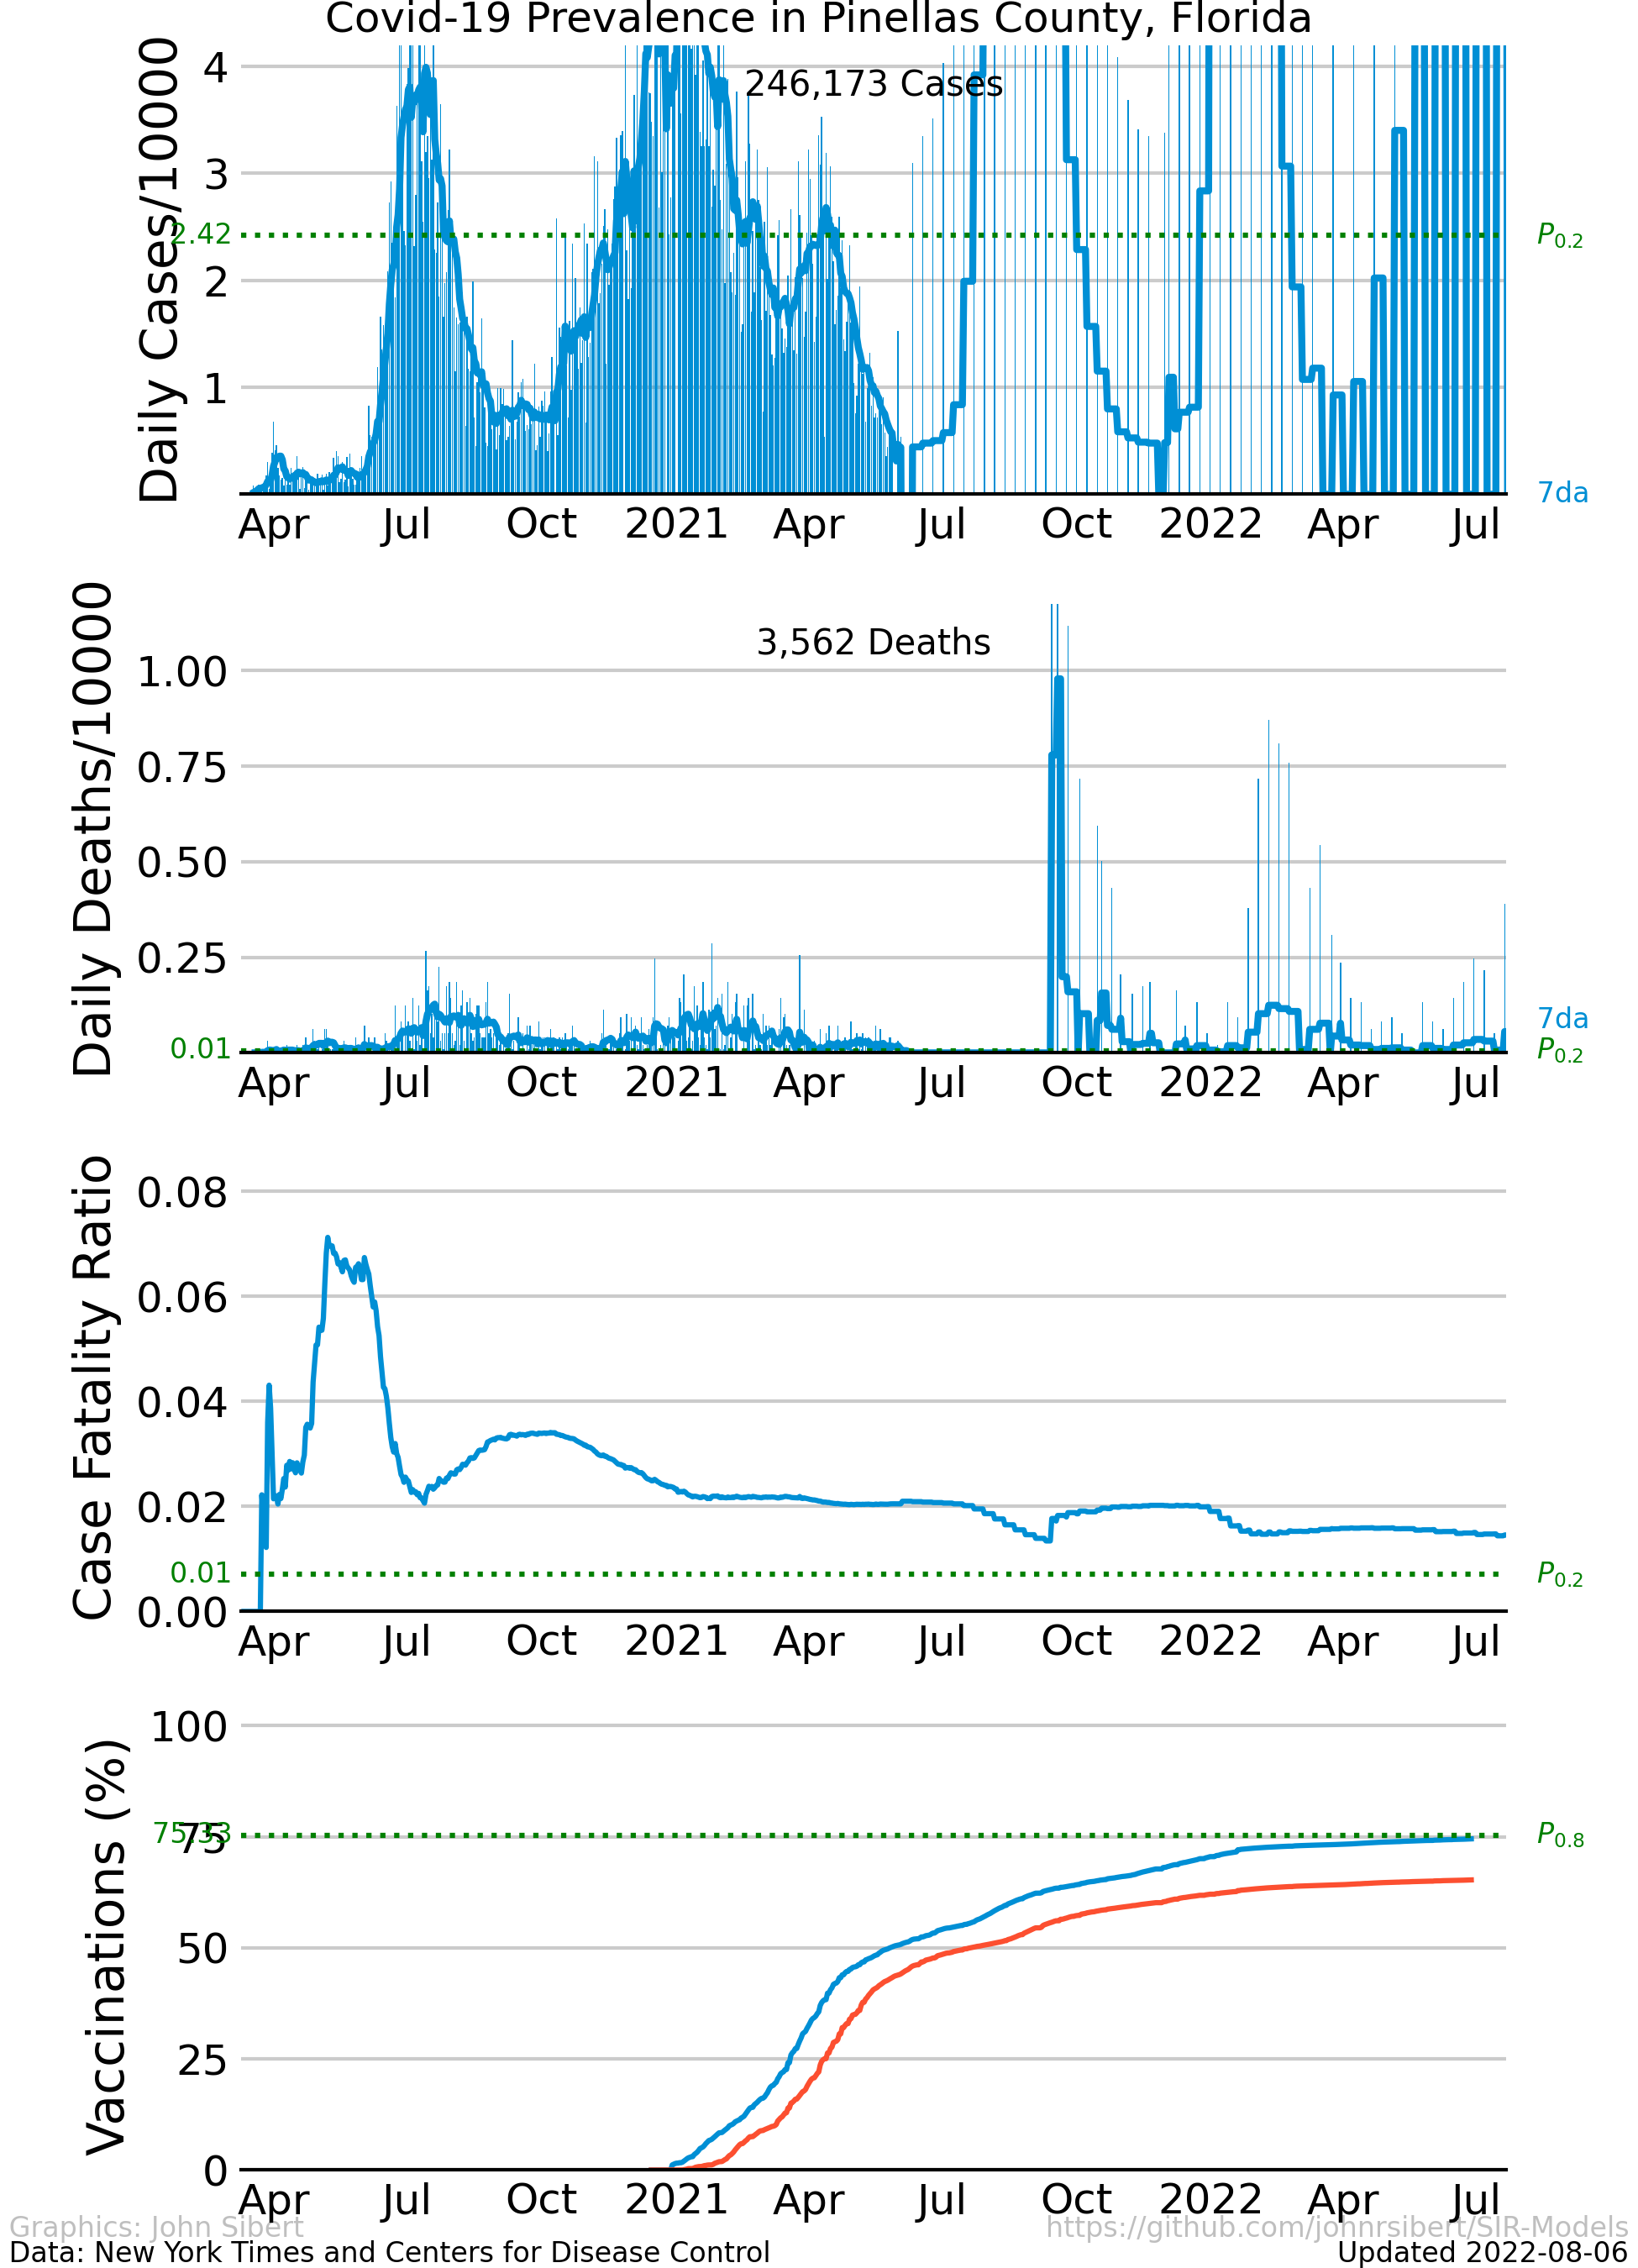 Covid-19 Prevalence in Pinellas County, Florida
Daily Cases/10000
4
3
2
1
2.42
246,173 Cases
P0.2
7da
Apr Jul Oct 2021 Apr Jul Oct 2022 Apr Jul
Daily Deaths/10000
1.00
0.75
0.50
0.25
0.01
3,562 Deaths
7da
P0.2
Apr Jul Oct 2021 Apr Jul Oct 2022 Apr Jul
Case Fatality Ratio
0.08
0.06
0.04
0.02
0.01
0.00
P0.2
Apr Jul Oct 2021 Apr Jul Oct 2022 Apr Jul
Vaccinations (%)
100
75
75.33
50
25
0
P0.8
Apr Jul Oct 2021 Apr Jul Oct 2022 Apr Jul
Graphics: John Sibert
https://github.com/johnrsibert/SIR-Models
Data: New York Times and Centers for Disease Control
Updated 2022-08-06